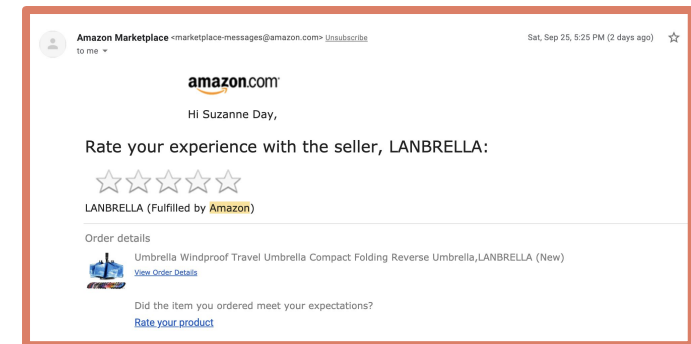 Amazon Marketplace <marketplace-messages@amazon.com> Unsubscribe
Sat, Sep 25, 5:25 PM (2 days ago)
to me
amazon.com
Hi Suzanne Day,
Rate your experience with the seller, LANBRELLA:
LANBRELLA (Fulfilled by Amazon)
Order details
Umbrella Windproof Travel Umbrella Compact Folding Reverse Umbrella,LANBRELLA (New)
View Order Details
Did the item you ordered meet your expectations?
Rate your product